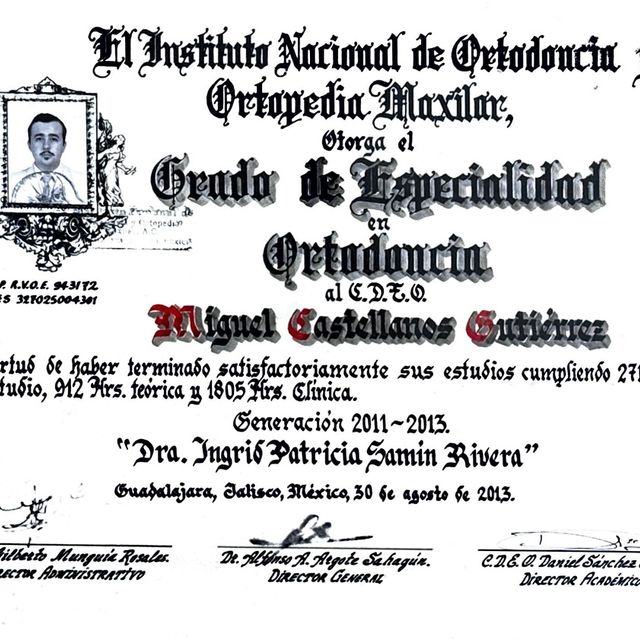 El Instituto Nacional de Ortodoncia y
Ortopedia Maxilar,
Otorga el
Grado de Especialidad
en
Ortodoncia
al C.D.E.O.
Miguel Castellanos Gutiérrez
R.V.O.E. 943172
327025004301
rtud de haber terminado satisfactoriamente sus estudios cumpliendo 271
tudio, 912 Hrs. teórica y 1805 Hrs. Clínica.
Generación 2011~2013.
"Dra. Ingrid Patricia Samin Rivera"
Guadalajara, Jalisco, México, 30 de agosto de 2013.
ilberto Munguía Rosales.
RECTOR ADMINISTRATIVO
Dr. Alfonso A. Argote Sahagún.
DIRECTOR GENERAL
C.D.E.O. Daniel Sánchez
DIRECTOR ACADÉMICO